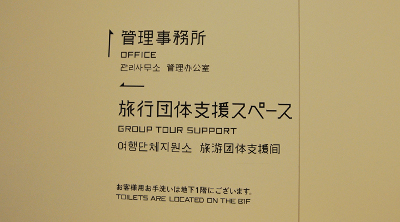 管理事務所
OFFICE
관리사무소 管理办公室
旅行団体支援スペース
GROUP TOUR SUPPORT
여행단체지원소 旅游团体支援间
お客様用お手洗いは地下1階にございます。
TOILETS ARE LOCATED ON THE B1F